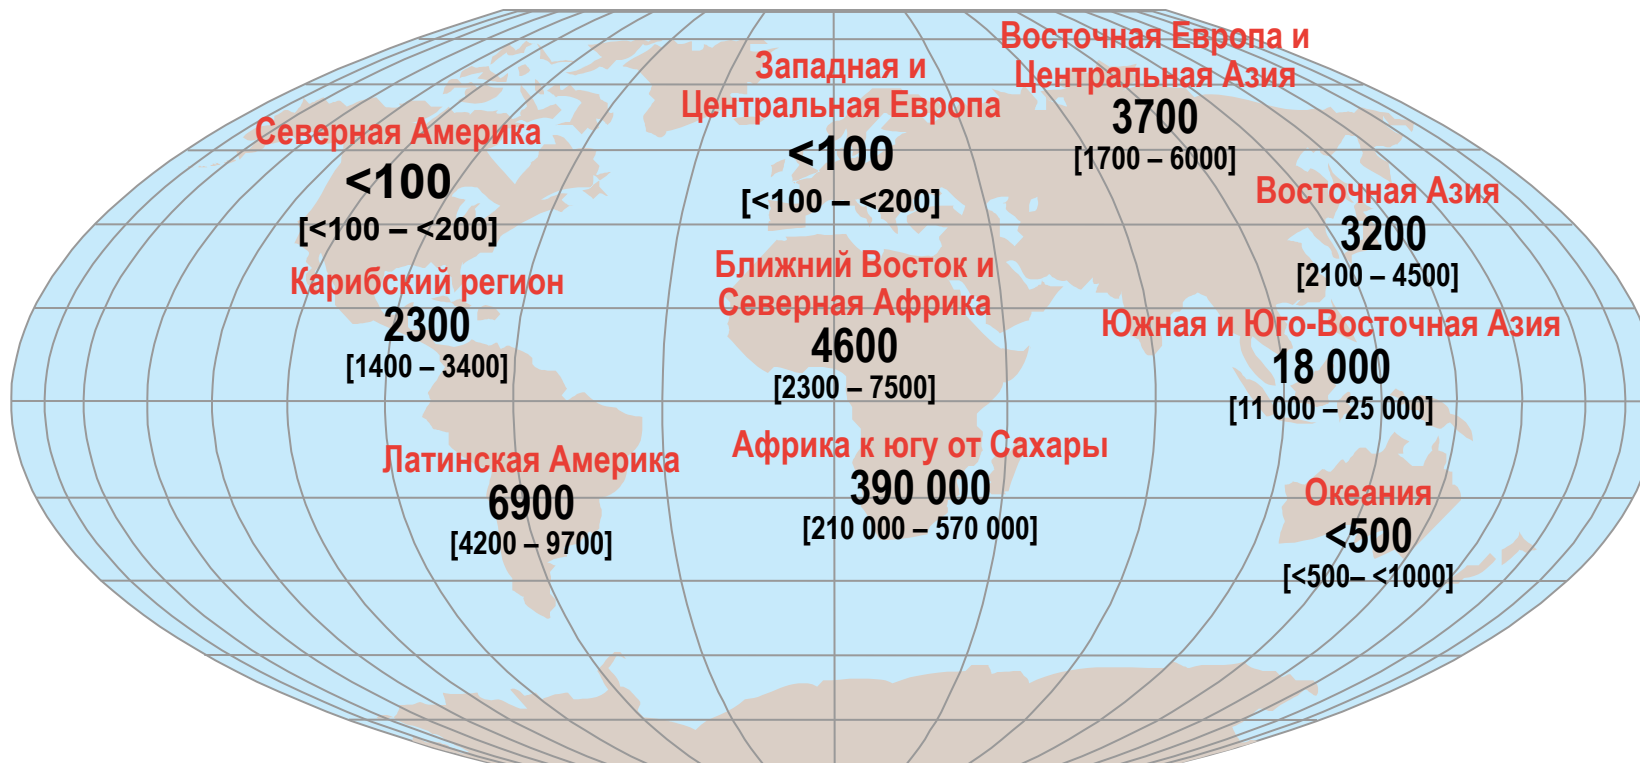 Восточная Европа и
Центральная Азия
3700
[1700 – 6000]
Западная и
Центральная Европа
<100
[<100 – <200]
Северная Америка
<100
[<100 – <200]
Восточная Азия
3200
[2100 – 4500]
Ближний Восток и
Северная Африка
4600
[2300 – 7500]
Карибский регион
2300
[1400 – 3400]
Южная и Юго-Восточная Азия
18 000
[11 000 – 25 000]
Африка к югу от Сахары
390 000
[210 000 – 570 000]
Латинская Америка
6900
[4200 – 9700]
Океания
<500
[<500– <1000]